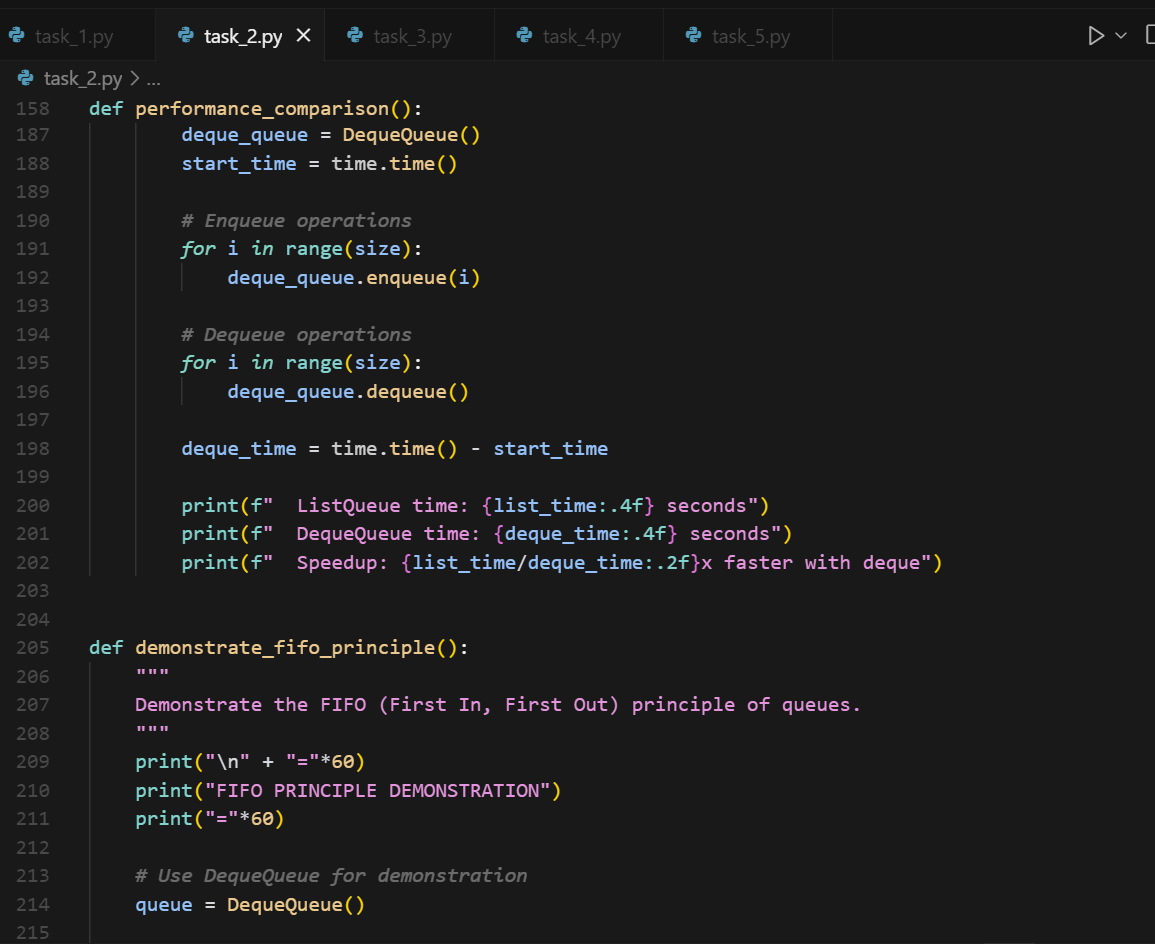 task_1.py task_2.py task_3.py task_4.py task_5.py
task_2.py > ...
158 def performance_comparison():
187         deque_queue = DequeQueue()
188         start_time = time.time()
189
190         # Enqueue operations
191         for i in range(size):
192             deque_queue.enqueue(i)
193
194         # Dequeue operations
195         for i in range(size):
196             deque_queue.dequeue()
197
198         deque_time = time.time() - start_time
199
200         print(f"  ListQueue time: {list_time:.4f} seconds")
201         print(f"  DequeQueue time: {deque_time:.4f} seconds")
202         print(f"  Speedup: {list_time/deque_time:.2f}x faster with deque")
203
204
205 def demonstrate_fifo_principle():
206     """
207     Demonstrate the FIFO (First In, First Out) principle of queues.
208     """
209     print("\n" + "="*60)
210     print("FIFO PRINCIPLE DEMONSTRATION")
211     print("="*60)
212
213     # Use DequeQueue for demonstration
214     queue = DequeQueue()
215